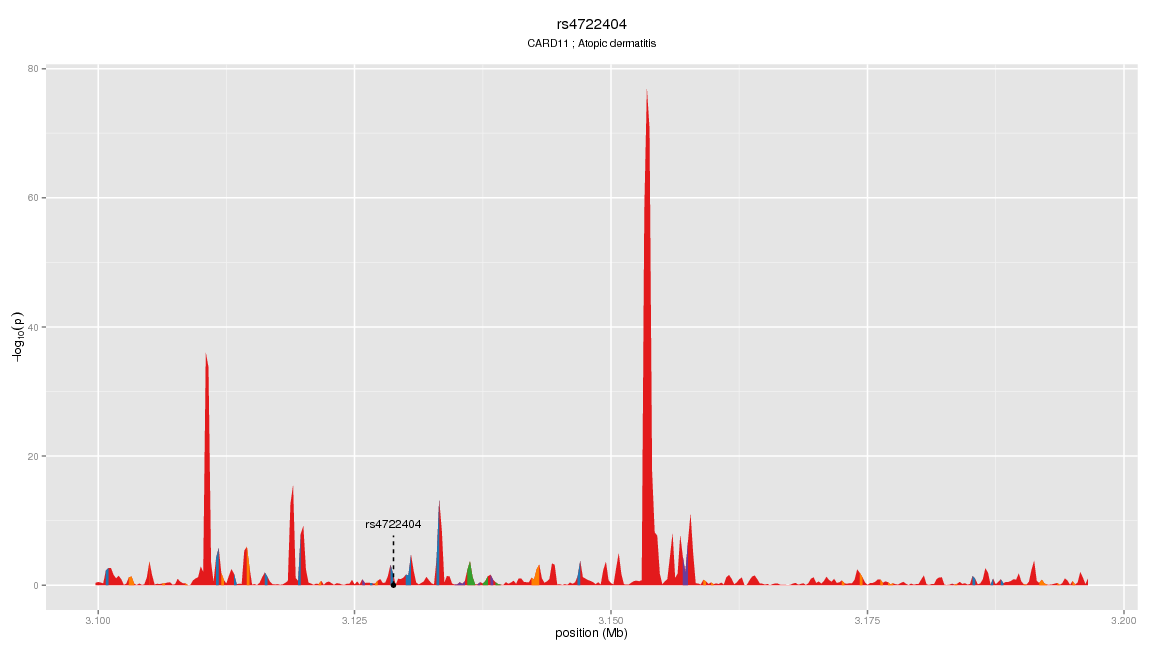 rs4722404
CARD11 ; Atopic dermatitis
80
60
40
20
0
−log10(p)
rs4722404
3.100
3.125
3.150
3.175
3.200
position (Mb)